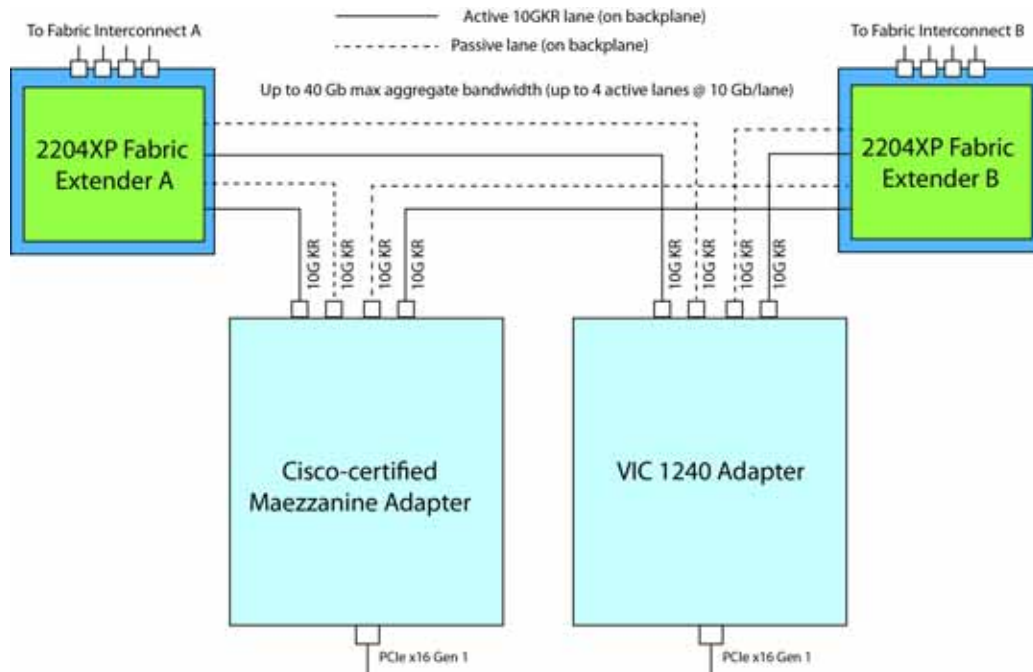 Active 10GKR lane (on backplane)
To Fabric Interconnect A
To Fabric Interconnect B
Passive lane (on backplane)
Up to 40 Gb max aggregate bandwidth (up to 4 active lanes @ 10 Gb/lane)
2204XP Fabric
Extender A
2204XP Fabric
Extender B
10G KR
10G KR
10G KR
10G KR
10G KR
10G KR
10G KR
10G KR
Cisco-certified
Maezzanine Adapter
VIC 1240 Adapter
PCIe x16 Gen 1
PCIe x16 Gen 1